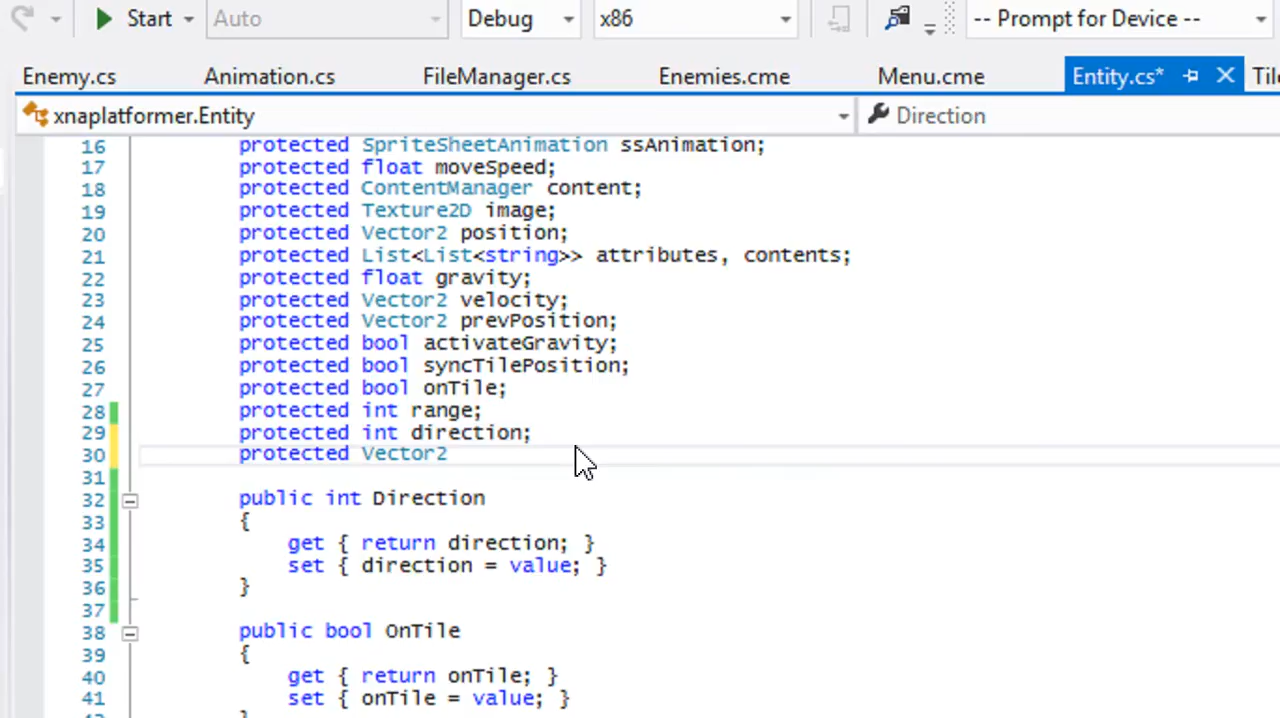 Start Auto Debug x86 -- Prompt for Device --
Enemy.cs Animation.cs FileManager.cs Enemies.cme Menu.cme Entity.cs*
xnaplatformer.Entity Direction
16 protected SpriteSheetAnimation ssAnimation;
17 protected float moveSpeed;
18 protected ContentManager content;
19 protected Texture2D image;
20 protected Vector2 position;
21 protected List<List<string>> attributes, contents;
22 protected float gravity;
23 protected Vector2 velocity;
24 protected Vector2 prevPosition;
25 protected bool activateGravity;
26 protected bool syncTilePosition;
27 protected bool onTile;
28 protected int range;
29 protected int direction;
30 protected Vector2
31
32 public int Direction
33 {
34 get { return direction; }
35 set { direction = value; }
36 }
37
38 public bool OnTile
39 {
40 get { return onTile; }
41 set { onTile = value; }